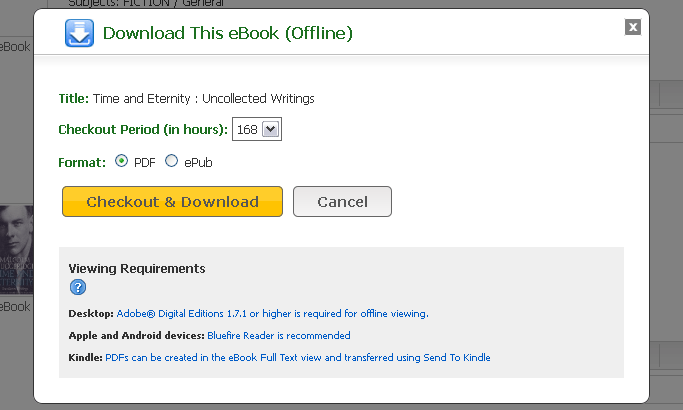 Subjects: FICTION / General
Download This eBook (Offline)
x
eBook
Title: Time and Eternity : Uncollected Writings
Checkout Period (in hours): 168
Format: PDF ePub
Checkout & Download Cancel
Viewing Requirements
?
eBook
Desktop: Adobe® Digital Editions 1.7.1 or higher is required for offline viewing.
Apple and Android devices: Bluefire Reader is recommended
Kindle: PDFs can be created in the eBook Full Text view and transferred using Send To Kindle